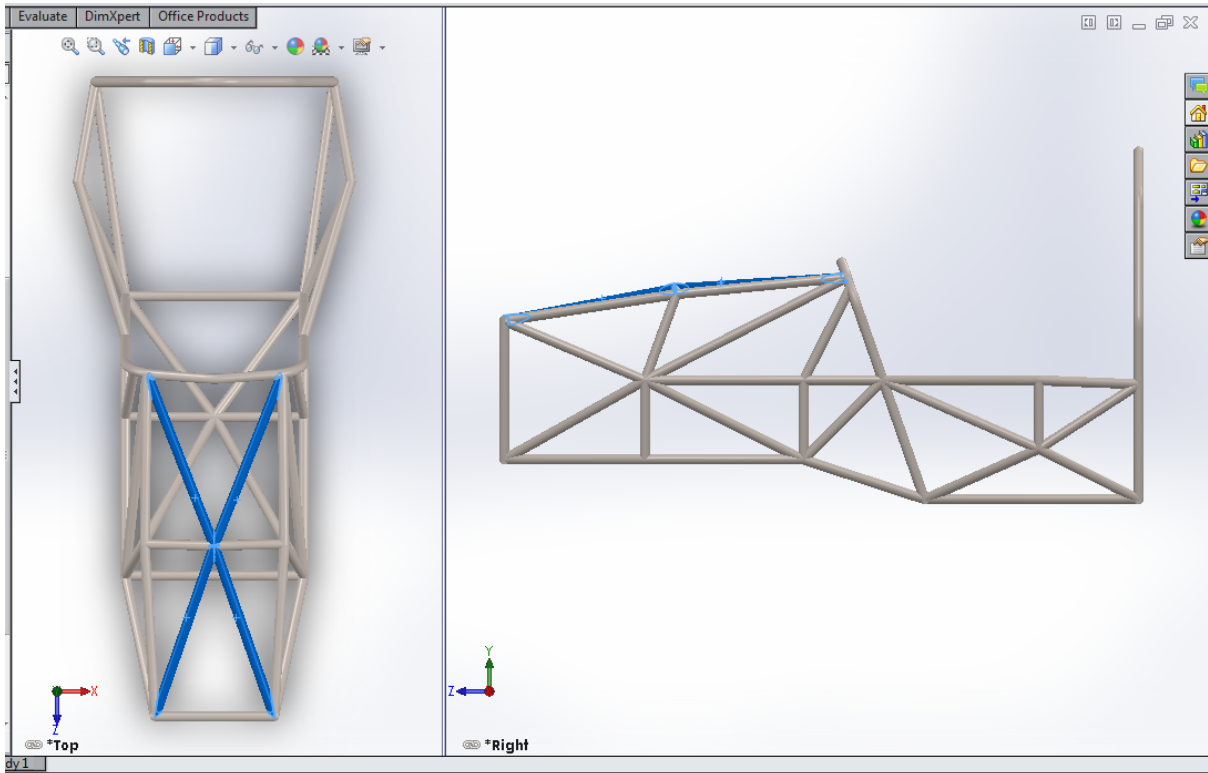 Evaluate DimXpert Office Products
Y
X
Z
Z
*Top
*Right
dy 1